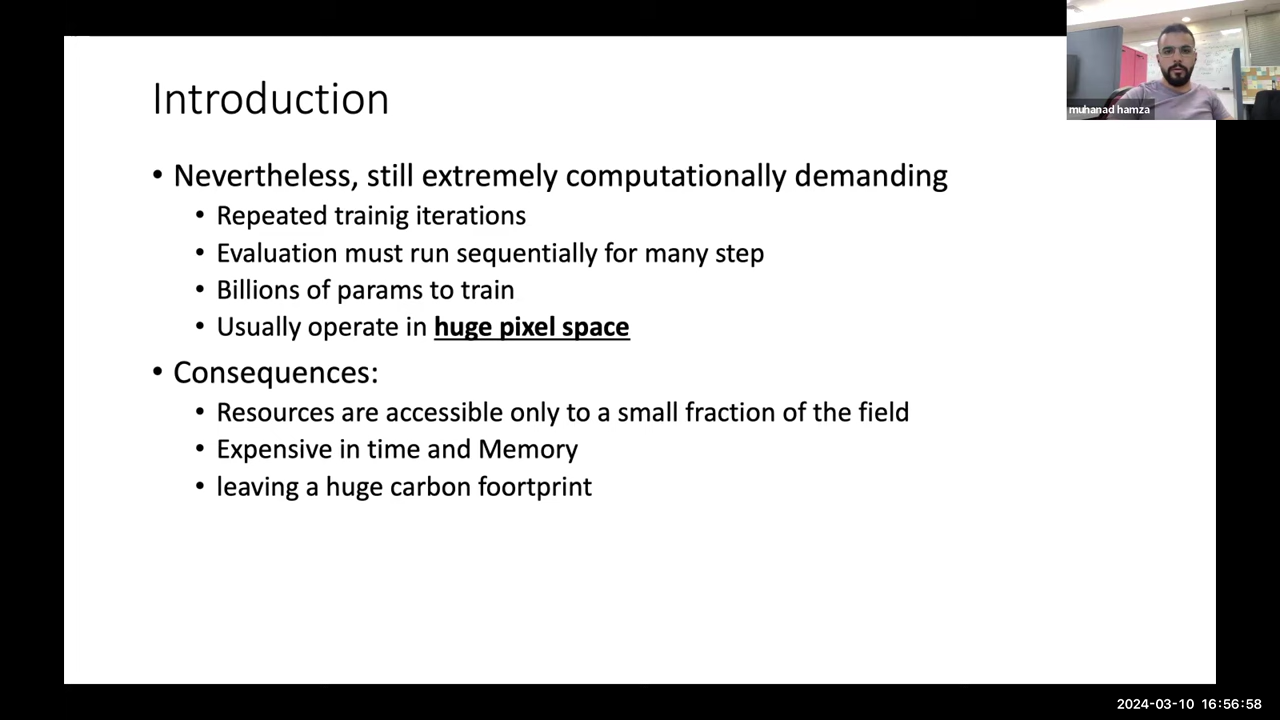 Introduction
• Nevertheless, still extremely computationally demanding
• Repeated trainig iterations
• Evaluation must run sequentially for many step
• Billions of params to train
• Usually operate in huge pixel space
• Consequences:
• Resources are accessible only to a small fraction of the field
• Expensive in time and Memory
• leaving a huge carbon foortprint
muhanad hamza
2024-03-10 16:56:58